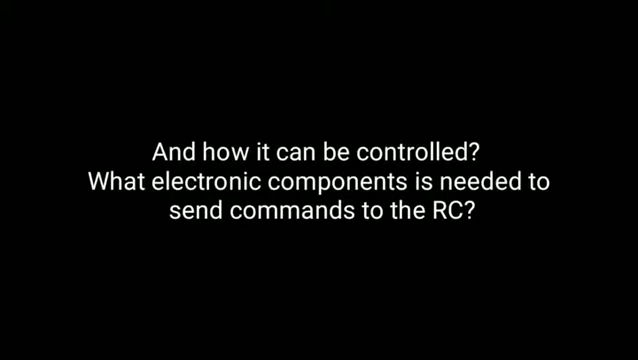 And how it can be controlled?
What electronic components is needed to
send commands to the RC?